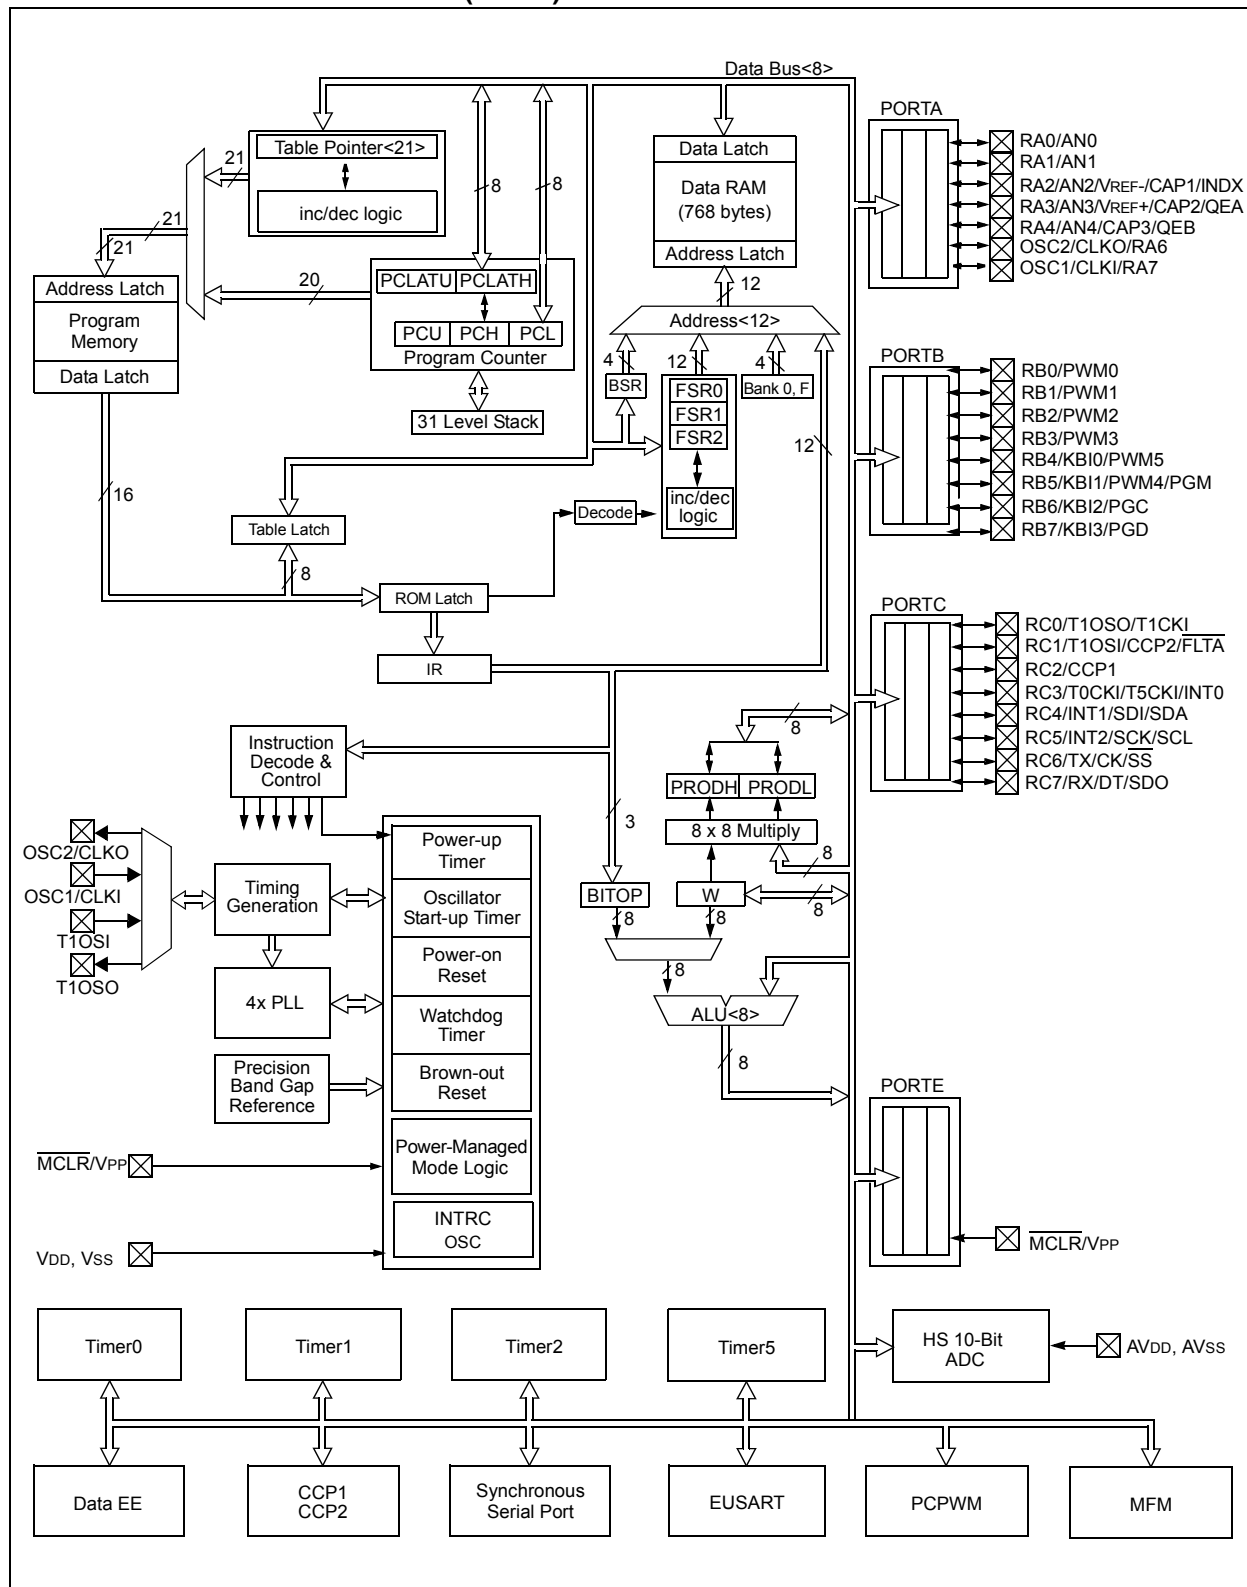 Data Bus<8>
PORTA
RA0/AN0
RA1/AN1
RA2/AN2/VREF-/CAP1/INDX
RA3/AN3/VREF+/CAP2/QEA
RA4/AN4/CAP3/QEB
OSC2/CLKO/RA6
OSC1/CLKI/RA7
21
Table Pointer<21>
inc/dec logic
8
8
Data Latch
Data RAM
(768 bytes)
Address Latch
21
21
20
12
Address Latch
Program
Memory
Data Latch
PCLATU
PCLATH
PCU
PCH
PCL
Program Counter
31 Level Stack
Address<12>
4
12
4
BSR
FSR0
FSR1
FSR2
inc/dec
logic
Bank 0, F
12
PORTB
RB0/PWM0
RB1/PWM1
RB2/PWM2
RB3/PWM3
RB4/KBI0/PWM5
RB5/KBI1/PWM4/PGM
RB6/KBI2/PGC
RB7/KBI3/PGD
16
Table Latch
8
Decode
ROM Latch
IR
PORTC
RC0/T1OSO/T1CKI
RC1/T1OSI/CCP2/FLTA
RC2/CCP1
RC3/T0CKI/T5CKI/INT0
RC4/INT1/SDI/SDA
RC5/INT2/SCK/SCL
RC6/TX/CK/SS
RC7/RX/DT/SDO
8
Instruction
Decode &
Control
PRODH
PRODL
3
8 x 8 Multiply
8
BITOP
W
8
8
8
8
ALU<8>
8
OSC2/CLKO
OSC1/CLKI
T1OSI
T1OSO
Timing
Generation
4x PLL
Precision
Band Gap
Reference
Power-up
Timer
Oscillator
Start-up Timer
Power-on
Reset
Watchdog
Timer
Brown-out
Reset
Power-Managed
Mode Logic
INTRC
OSC
MCLR/VPP
VDD, VSS
PORTE
MCLR/VPP
Timer0
Timer1
Timer2
Timer5
HS 10-Bit
ADC
AVDD, AVSS
Data EE
CCP1
CCP2
Synchronous
Serial Port
EUSART
PCPWM
MFM